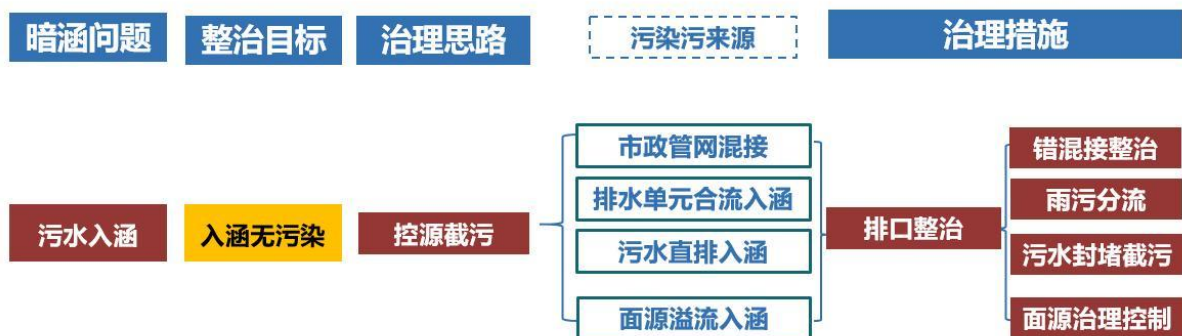 暗涵问题
整治目标
治理思路
污染污来源
治理措施
污水入涵
入涵无污染
控源截污
市政管网混接
排水单元合流入涵
污水直排入涵
面源溢流入涵
排口整治
错混接整治
雨污分流
污水封堵截污
面源治理控制